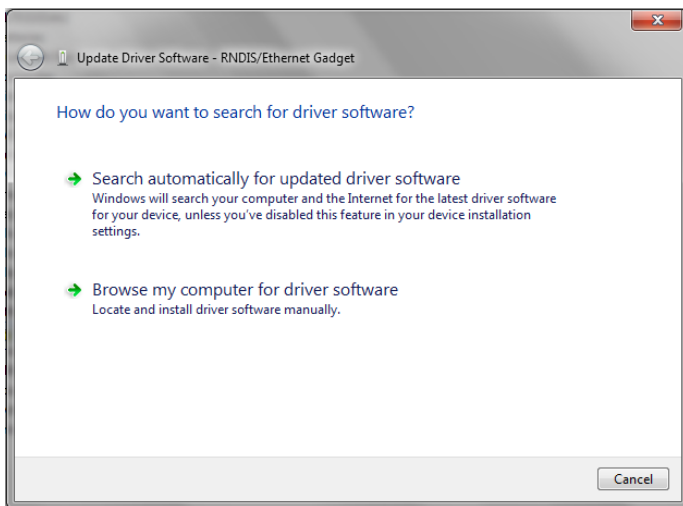 Update Driver Software - RNDIS/Ethernet Gadget
How do you want to search for driver software?
Search automatically for updated driver software
Windows will search your computer and the Internet for the latest driver software
for your device, unless you've disabled this feature in your device installation
settings.
Browse my computer for driver software
Locate and install driver software manually.
Cancel